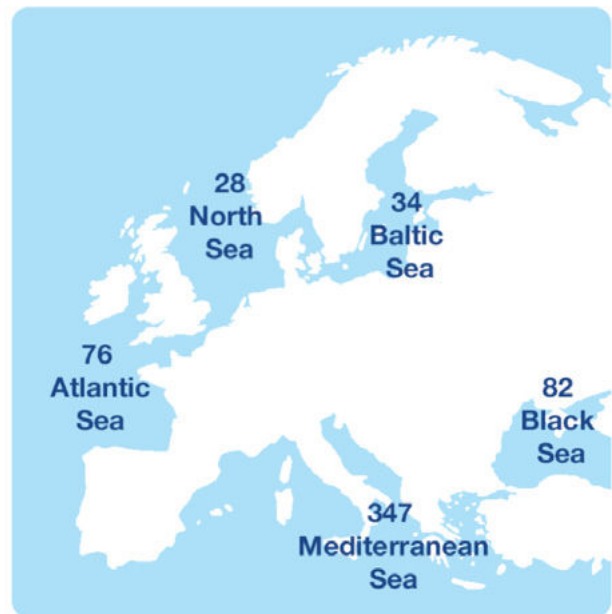 28
North
Sea
34
Baltic
Sea
76
Atlantic
Sea
82
Black
Sea
347
Mediterranean
Sea